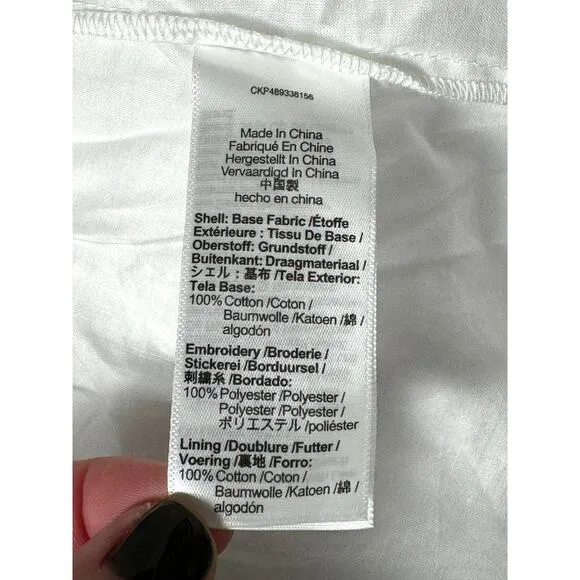 CKP489338156
Made In China
Fabriqué En Chine
Hergestellt In China
Vervaardigd In China
中国製
hecho en china
Shell: Base Fabric /Étoffe
Extérieure : Tissu De Base /
Oberstoff: Grundstoff /
Buitenkant: Draagmateriaal /
シェル : 基布 /Tela Exterior:
Tela Base:
100% Cotton /Coton /
Baumwolle /Katoen /綿 /
algodón
Embroidery /Broderie /
Stickerei /Borduursel /
刺繍糸 /Bordado:
100% Polyester /Polyester /
Polyester /Polyester /
ポリエステル /poliéster
Lining /Doublure /Futter /
Voering /裏地 /Forro:
100% Cotton /Coton /
Baumwolle /Katoen /綿 /
algodón